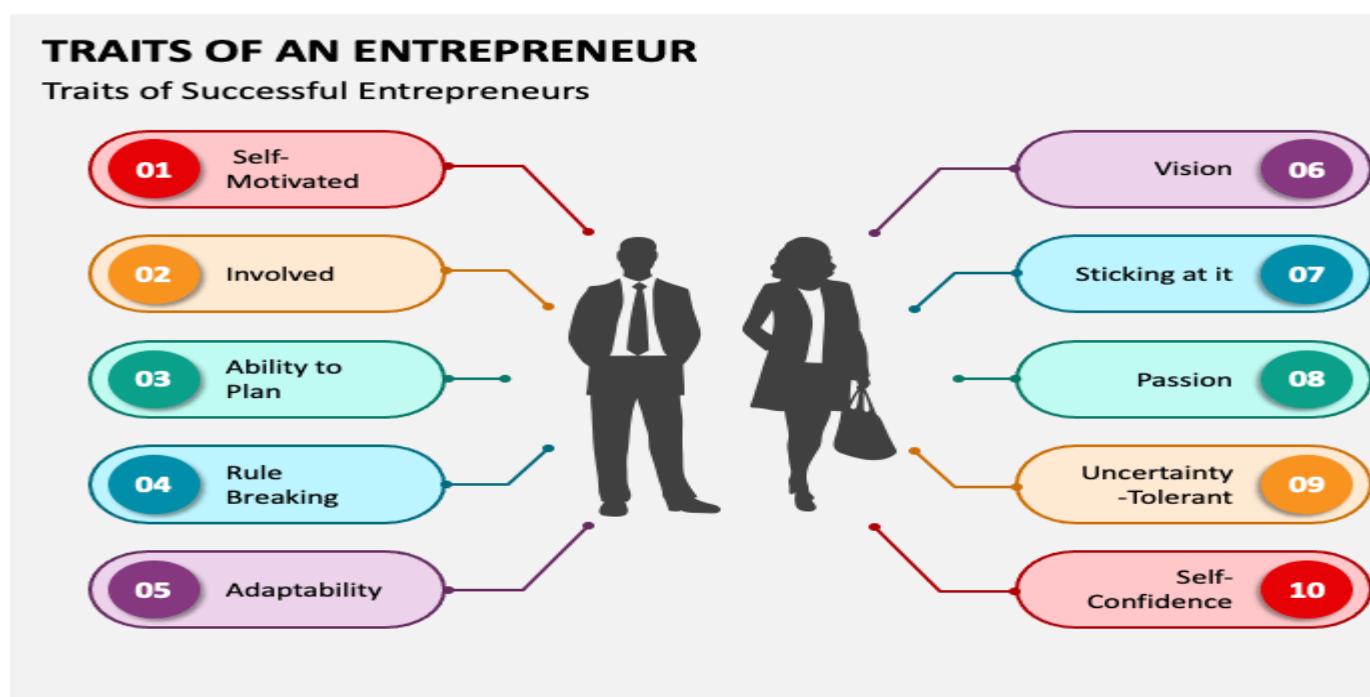 TRAITS OF AN ENTREPRENEUR
Traits of Successful Entrepreneurs
01
Self-
Motivated
02
Involved
03
Ability to
Plan
04
Rule
Breaking
05
Adaptability
Vision
06
Sticking at it
07
Passion
08
Uncertainty
-Tolerant
09
Self-
Confidence
10